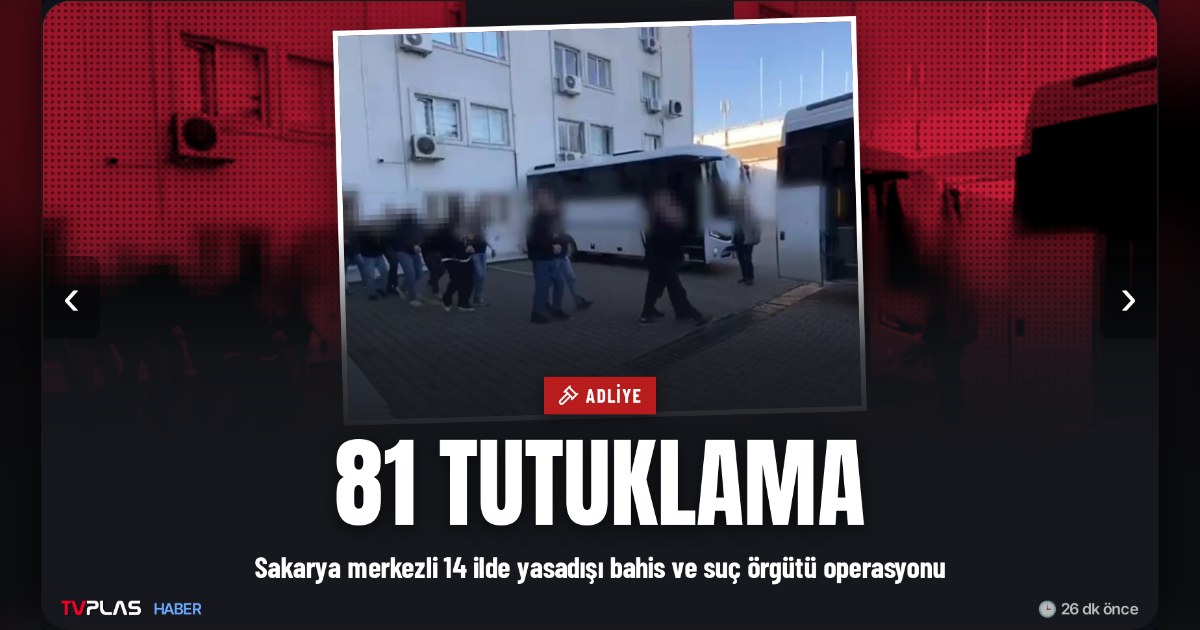 ADLİYE
81 TUTUKLAMA
Sakarya merkezli 14 ilde yasadışı bahis ve suç örgütü operasyonu
TVPLAS HABER
26 dk önce